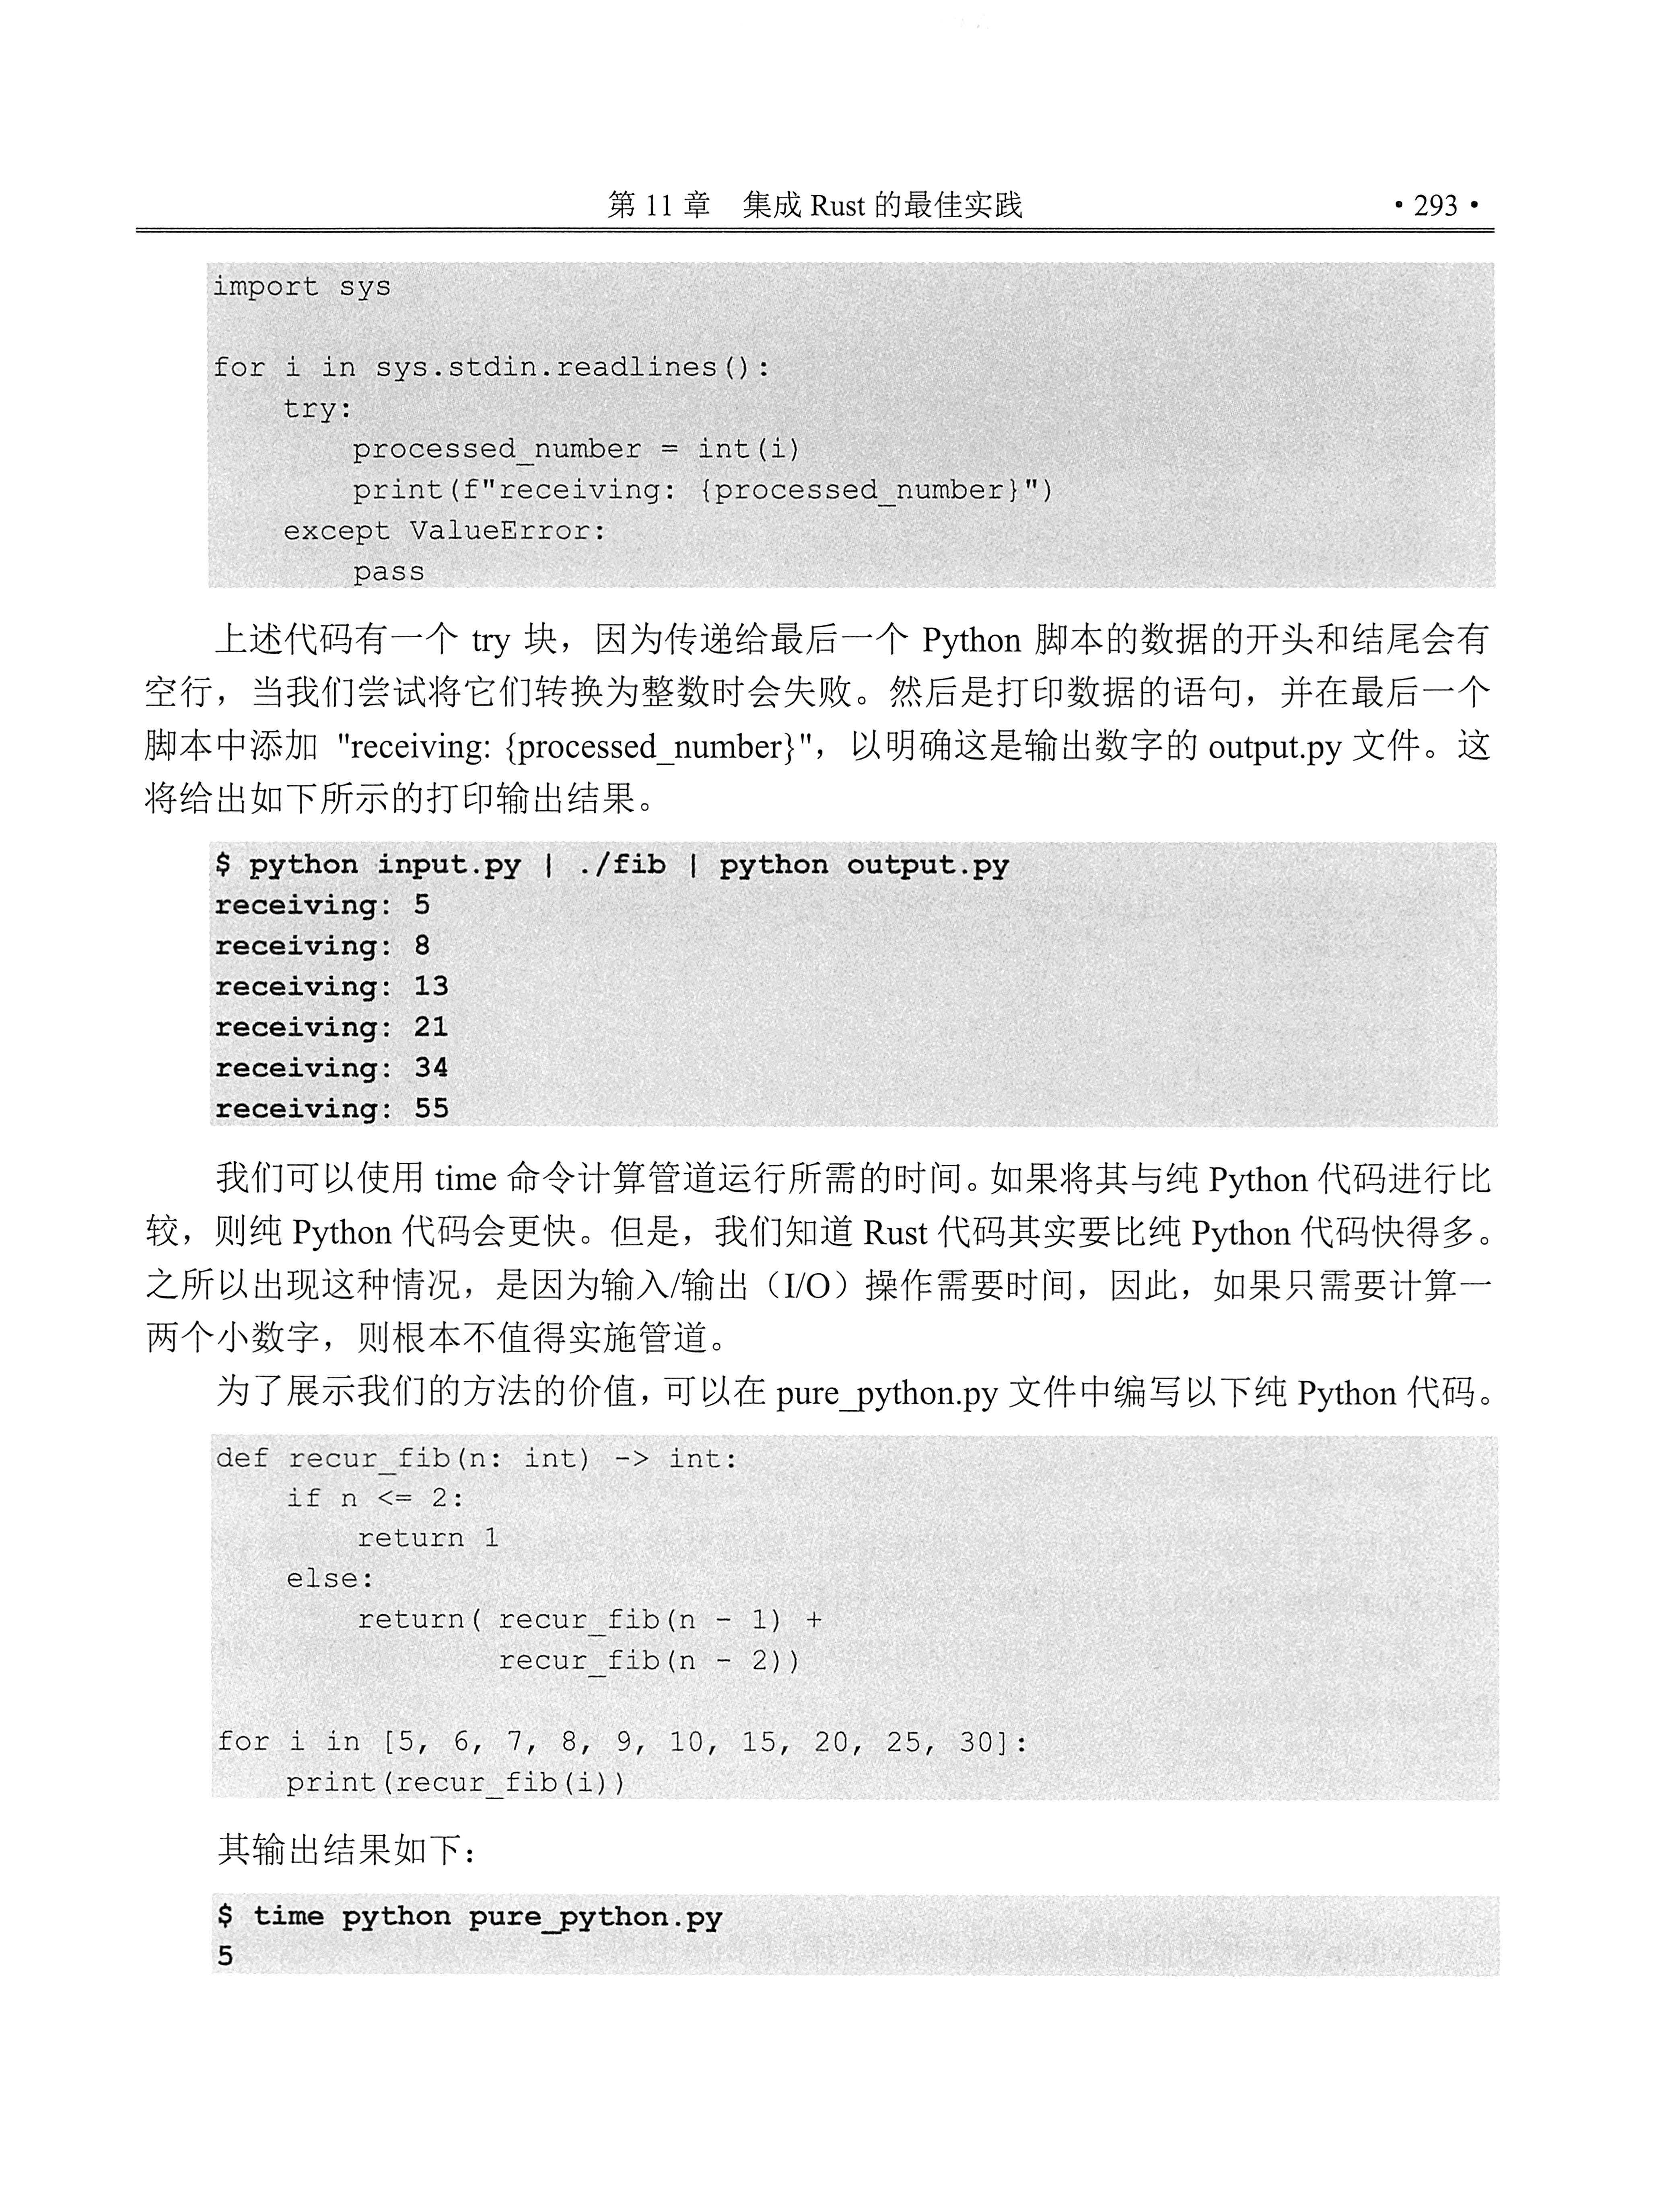 第 11 章　集成 Rust 的最佳实践 • 293 •
import sys

for i in sys.stdin.readlines():
    try:
        processed_number = int(i)
        print(f"receiving: {processed_number}")
    except ValueError:
        pass
上述代码有一个 try 块，因为传递给最后一个 Python 脚本的数据的开头和结尾会有
空行，当我们尝试将它们转换为整数时会失败。然后是打印数据的语句，并在最后一个
脚本中添加 "receiving: {processed_number}"，以明确这是输出数字的 output.py 文件。这
将给出如下所示的打印输出结果。
$ python input.py | ./fib | python output.py
receiving: 5
receiving: 8
receiving: 13
receiving: 21
receiving: 34
receiving: 55
我们可以使用 time 命令计算管道运行所需的时间。如果将其与纯 Python 代码进行比
较，则纯 Python 代码会更快。但是，我们知道 Rust 代码其实要比纯 Python 代码快得多。
之所以出现这种情况，是因为输入/输出（I/O）操作需要时间，因此，如果只需要计算一
两个小数字，则根本不值得实施管道。
为了展示我们的方法的价值，可以在 pure_python.py 文件中编写以下纯 Python 代码。
def recur_fib(n: int) -> int:
    if n <= 2:
        return 1
    else:
        return( recur_fib(n - 1) +
                recur_fib(n - 2))

for i in [5, 6, 7, 8, 9, 10, 15, 20, 25, 30]:
    print(recur_fib(i))
其输出结果如下：
$ time python pure_python.py
5